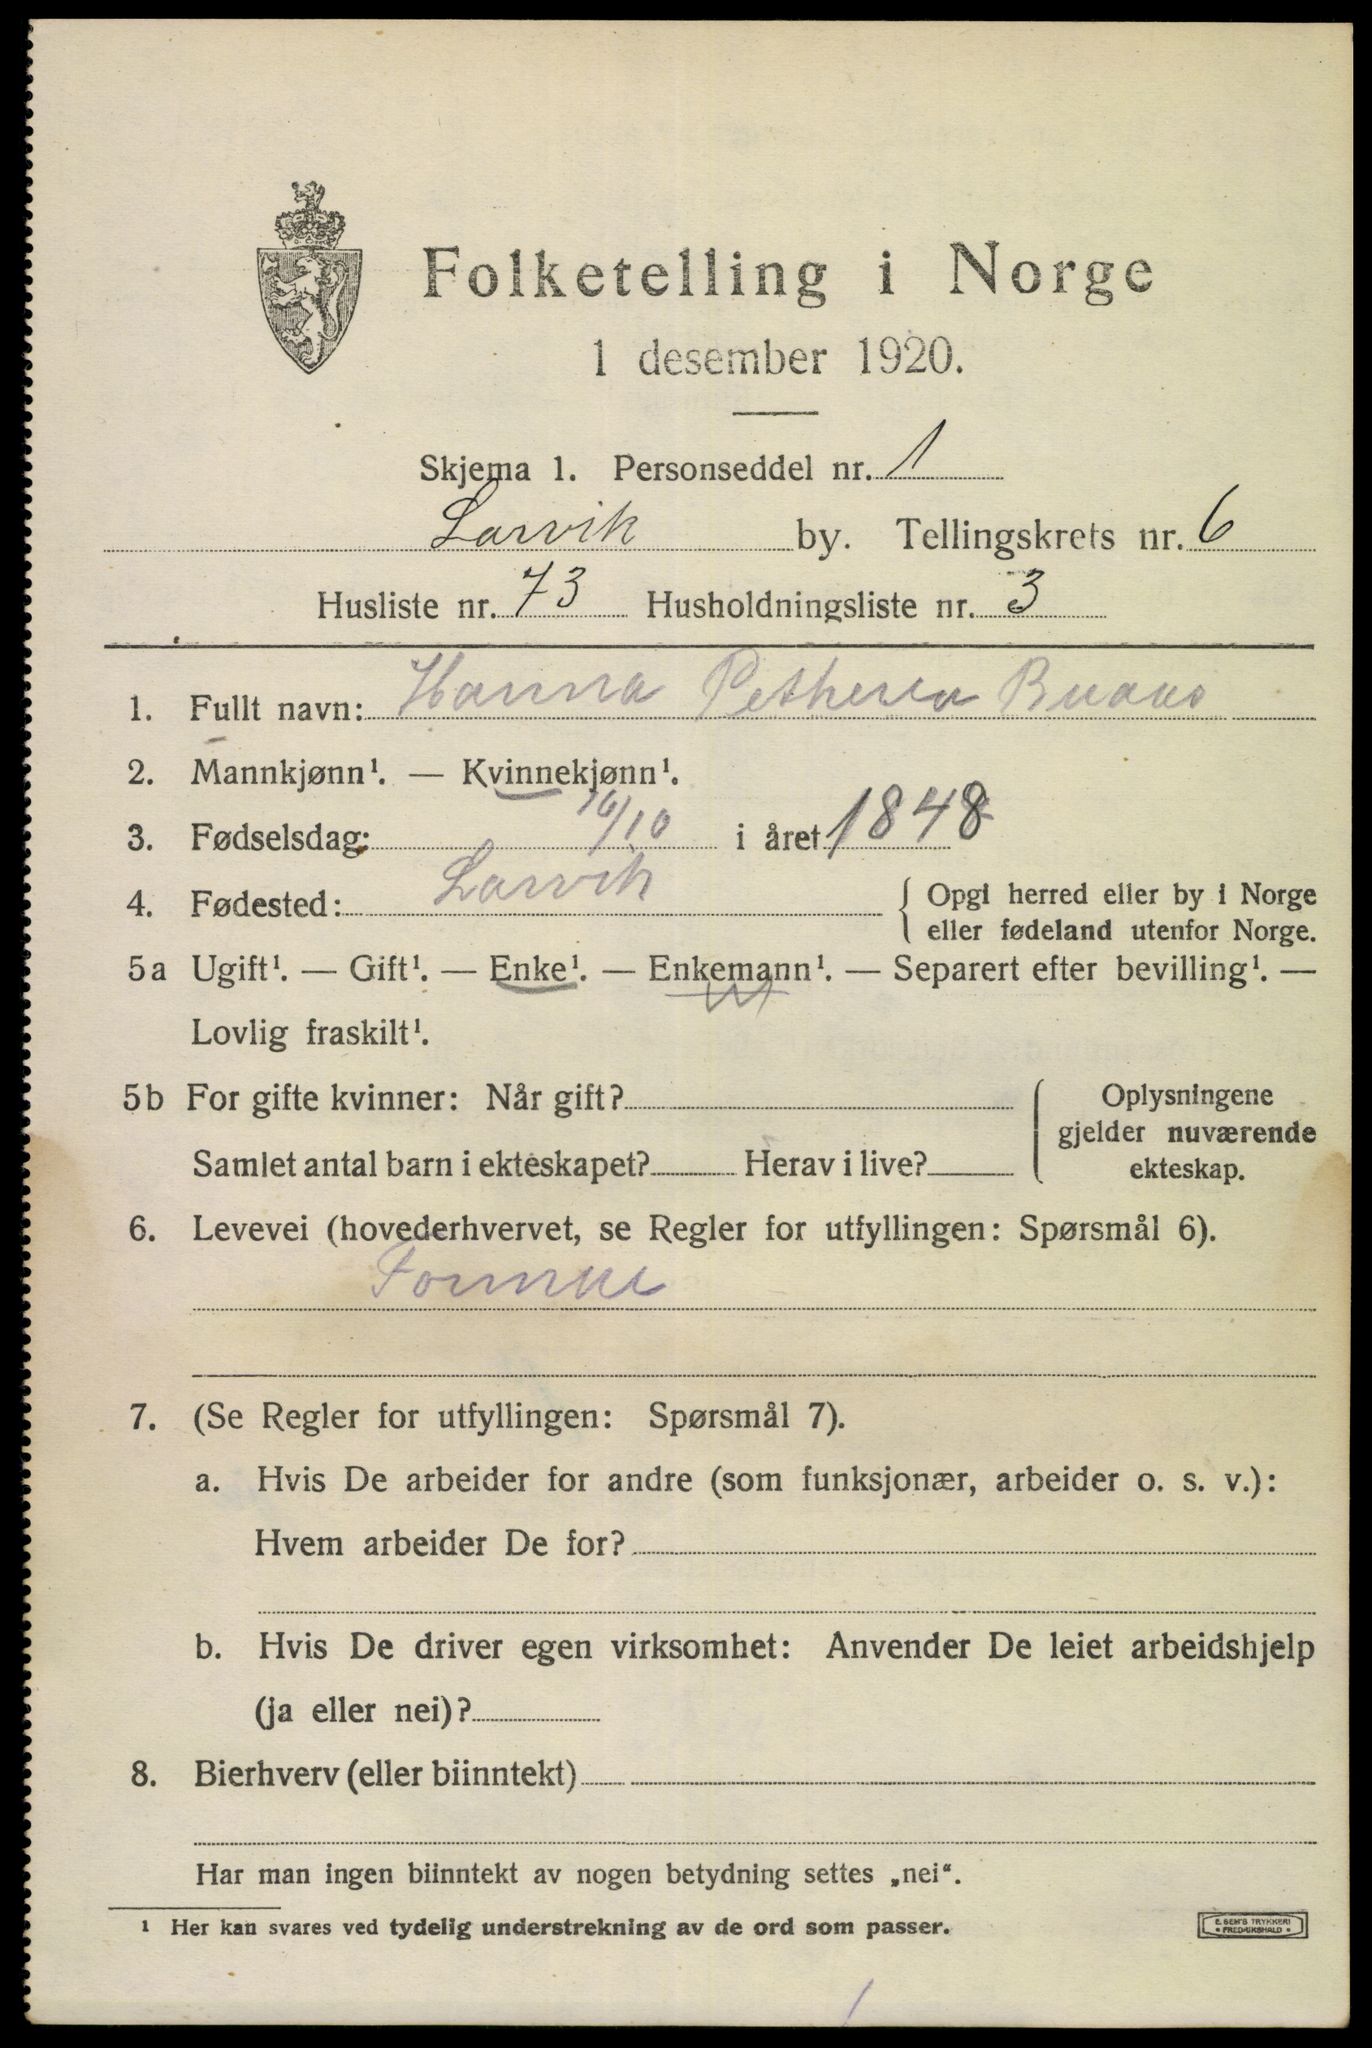 Folketelling i Norge
1 desember 1920.
Skjema 1. Personseddel nr. 1
Larvik by. Tellingskrets nr. 6
Husliste nr. 73 Husholdningsliste nr. 3
1. Fullt navn: Hanna
2. Mannkjønn¹. — Kvinnekjønn¹.
3. Fødselsdag: 16/10 i året 1848
4. Fødested: Larvik { Opgi herred eller by i Norge
eller fødeland utenfor Norge.
5a Ugift¹. — Gift¹. — Enke¹. — Enkemann¹. — Separert efter bevilling¹. —
Lovlig fraskilt¹.
5b For gifte kvinner: Når gift? { Oplysningene
gjelder nuværende
Samlet antal barn i ekteskapet? Herav i live?
ekteskap.
6. Levevei (hovederhvervet, se Regler for utfyllingen: Spørsmål 6).
Formue
7. (Se Regler for utfyllingen: Spørsmål 7).
a. Hvis De arbeider for andre (som funksjonær, arbeider o. s. v.):
Hvem arbeider De for?
b. Hvis De driver egen virksomhet: Anvender De leiet arbeidshjelp
(ja eller nei)?
8. Bierhverv (eller biinntekt)
Har man ingen biinntekt av nogen betydning settes „nei“.
¹ Her kan svares ved tydelig understrekning av de ord som passer.
E. SEM'S TRYKKERI
• FREDRIKSHALD •